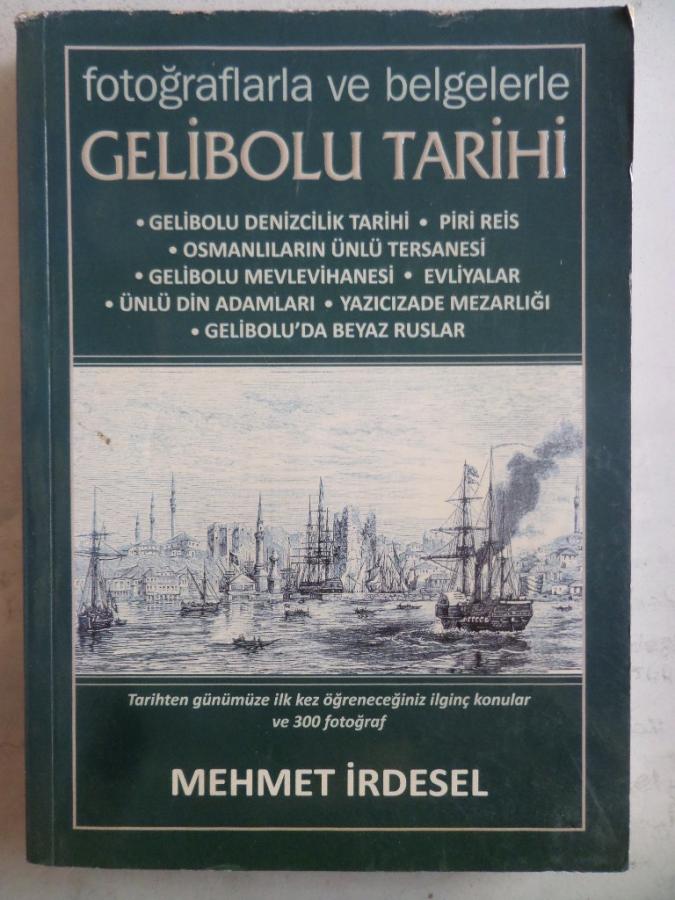 fotoğraflarla ve belgelerle
GELİBOLU TARİHİ
• GELİBOLU DENİZCİLİK TARİHİ • PİRİ REİS
• OSMANLILARIN ÜNLÜ TERSANESİ
• GELİBOLU MEVLEVİHANESİ • EVLİYALAR
• ÜNLÜ DİN ADAMLARI • YAZICIZADE MEZARLIĞI
• GELİBOLU'DA BEYAZ RUSLAR
Tarihten günümüze ilk kez öğreneceğiniz ilginç konular
ve 300 fotoğraf
MEHMET İRDESEL